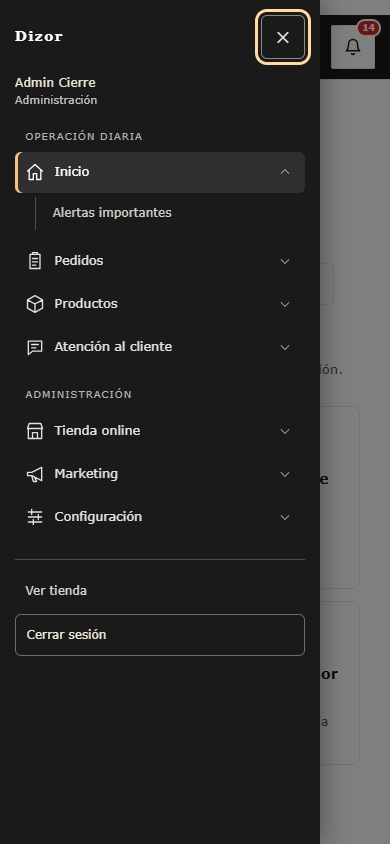 Dizor
14
Admin Cierre
Administración
OPERACIÓN DIARIA
Inicio
Alertas importantes
Pedidos
Productos
Atención al cliente
ión.
ADMINISTRACIÓN
Tienda online
Marketing
e
Configuración
Ver tienda
Cerrar sesión
or
a